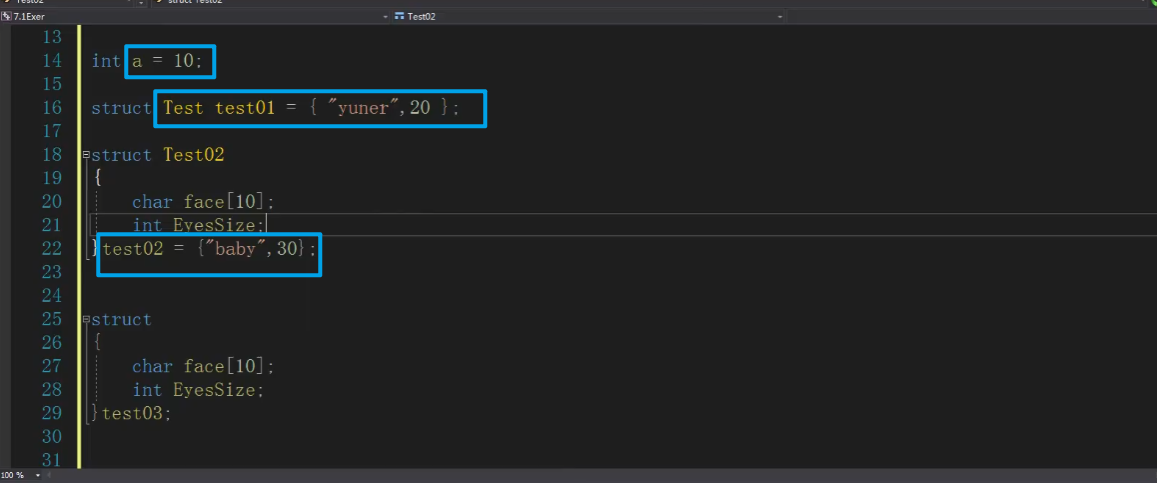 Test02 struct Test02
7.1Exer Test02
13
14 int a = 10;
15
16 struct Test test01 = { "yuner",20 };
17
18 struct Test02
19 {
20 char face[10];
21 int EyesSize;
22 }test02 = {"baby",30};
23
24
25 struct
26 {
27 char face[10];
28 int EyesSize;
29 }test03;
30
31
100 %